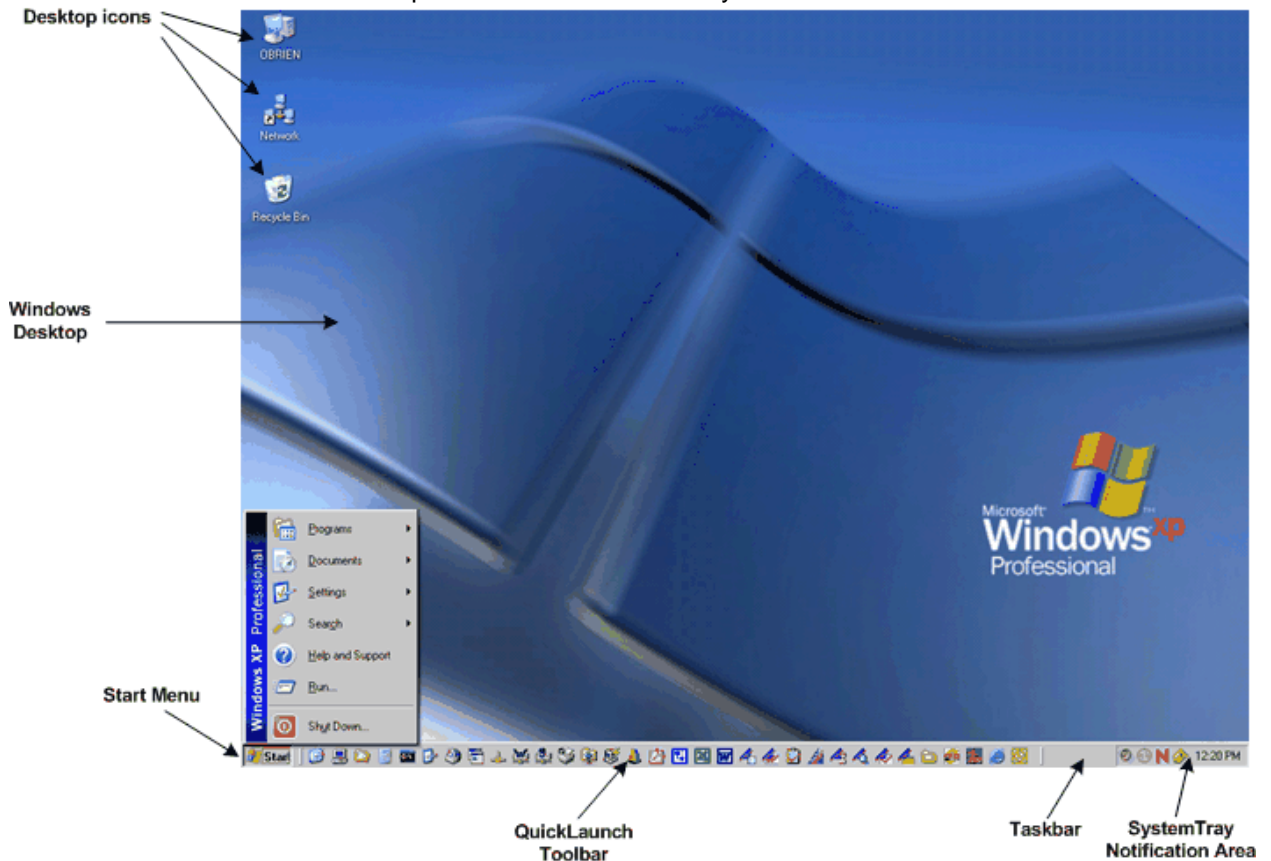 Desktop icons
OBRIEN
Network
Recycle Bin
Windows
Desktop
Microsoft
Windows xp
TM
Professional
Windows XP Professional
Programs
Documents
Settings
Search
Help and Support
Run...
Shut Down...
Start Menu
Start
12:20 PM
QuickLaunch
Toolbar
Taskbar
SystemTray
Notification Area